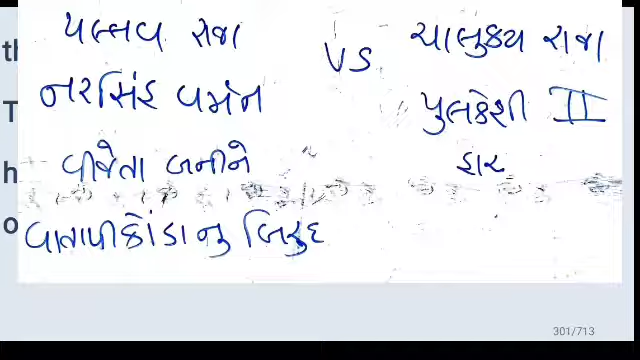 પલ્લવ રાજા VS ચાલુક્ય રાજા
નરસિંહ વર્મન પુલકેશી II
વીજેતા બનીને હાર
વાતાપીકોંડાનુ બિરુદ
301/713